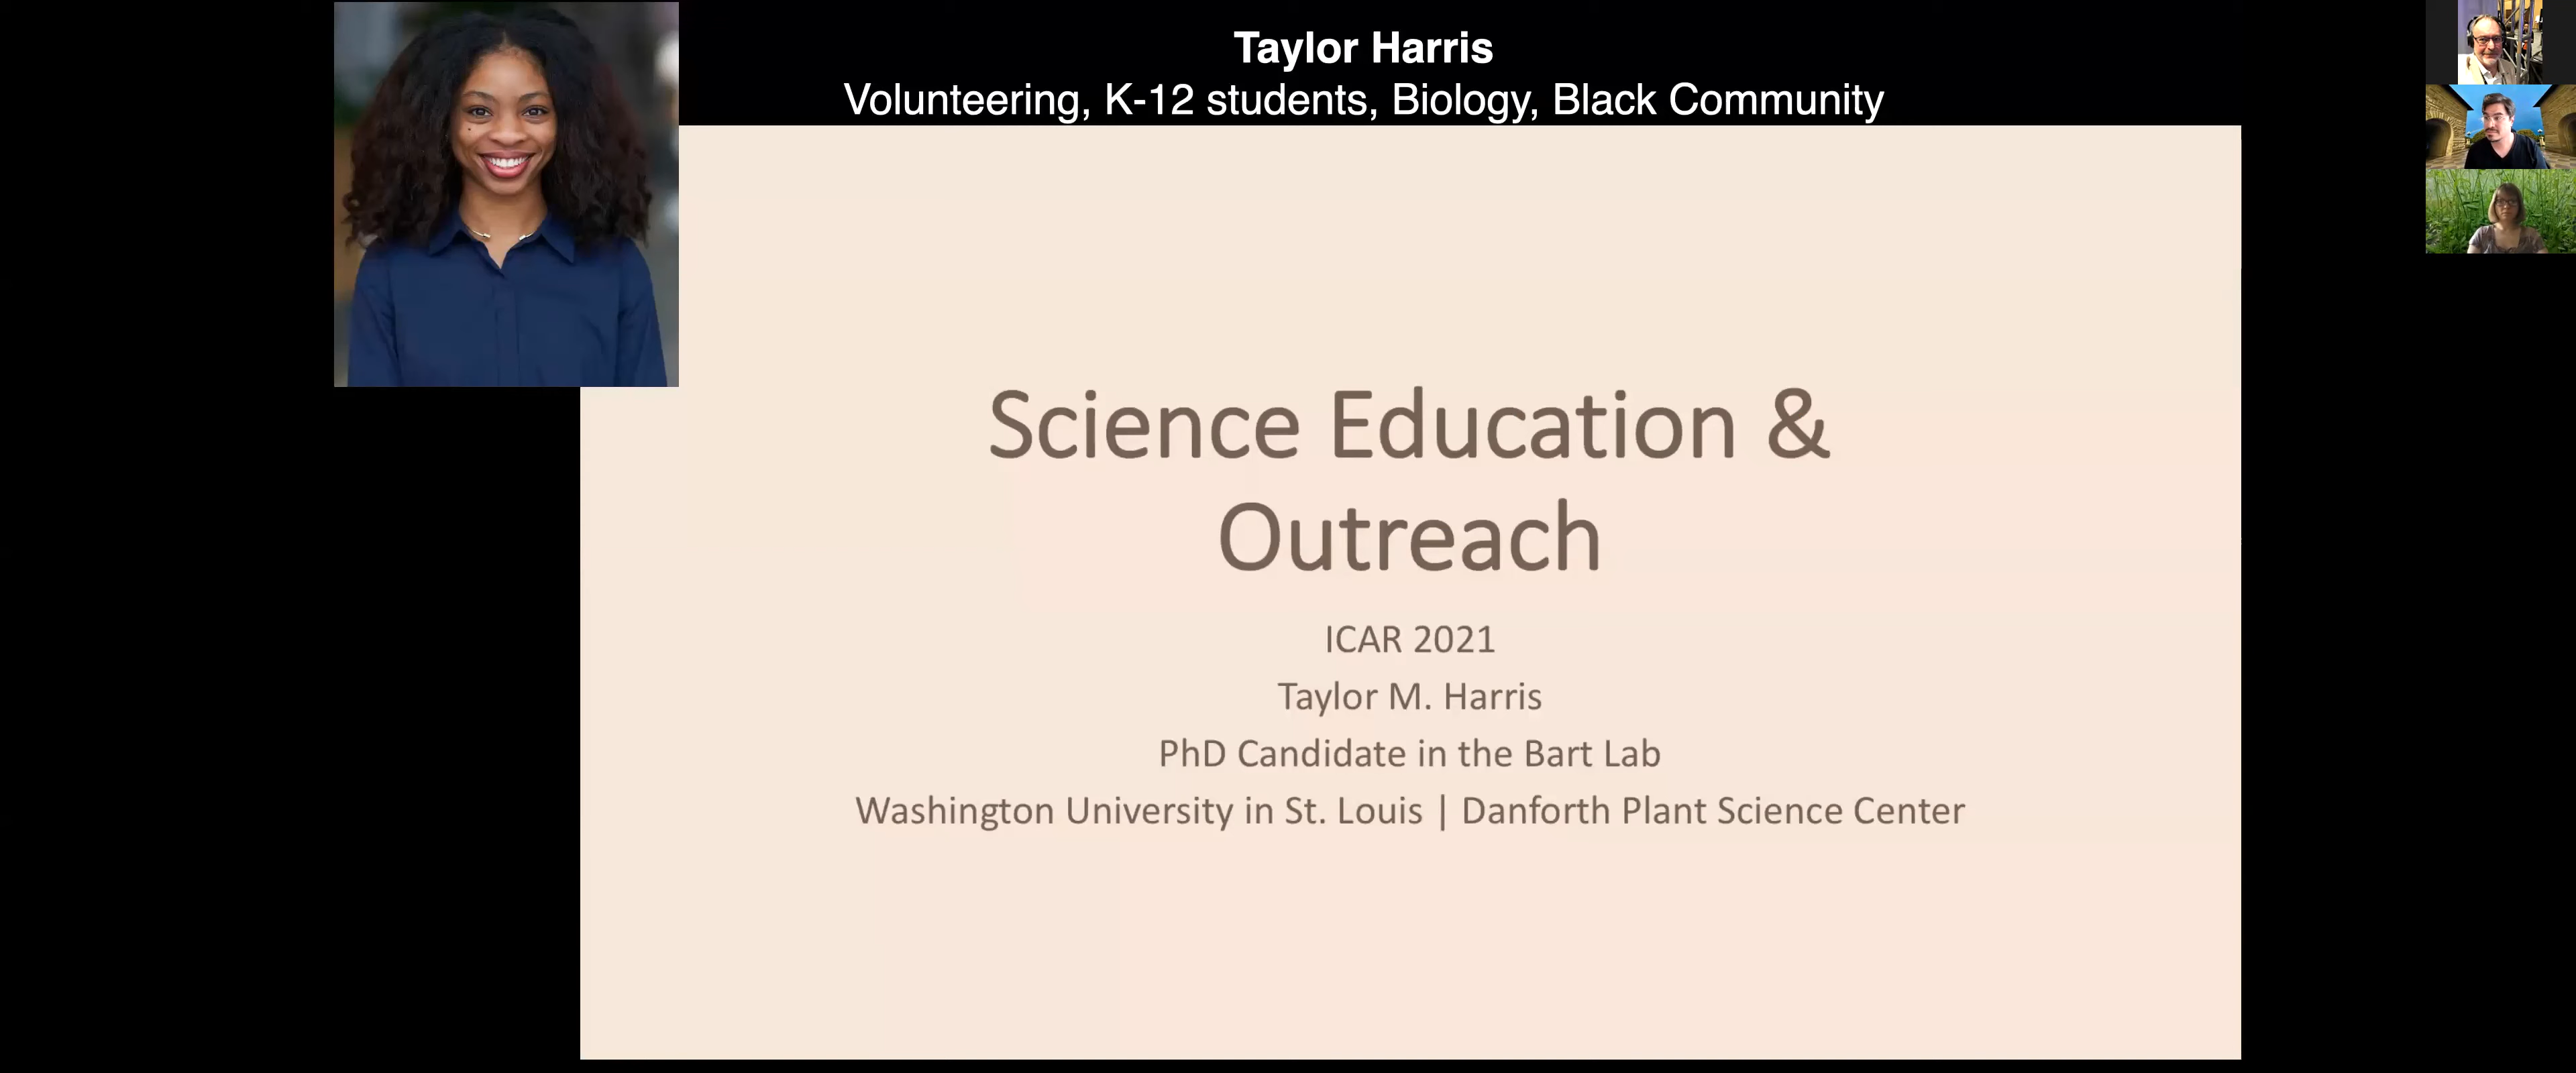 Taylor Harris
Volunteering, K-12 students, Biology, Black Community
Science Education &
Outreach
ICAR 2021
Taylor M. Harris
PhD Candidate in the Bart Lab
Washington University in St. Louis | Danforth Plant Science Center